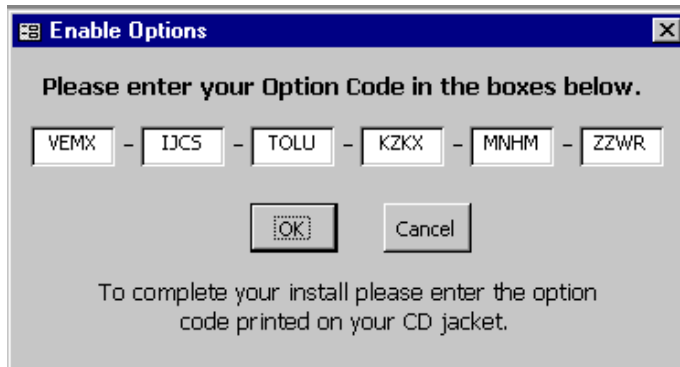 Enable Options
Please enter your Option Code in the boxes below.
VEMX - IJCS - TOLU - KZKX - MNHM - ZZWR
OK Cancel
To complete your install please enter the option
code printed on your CD jacket.